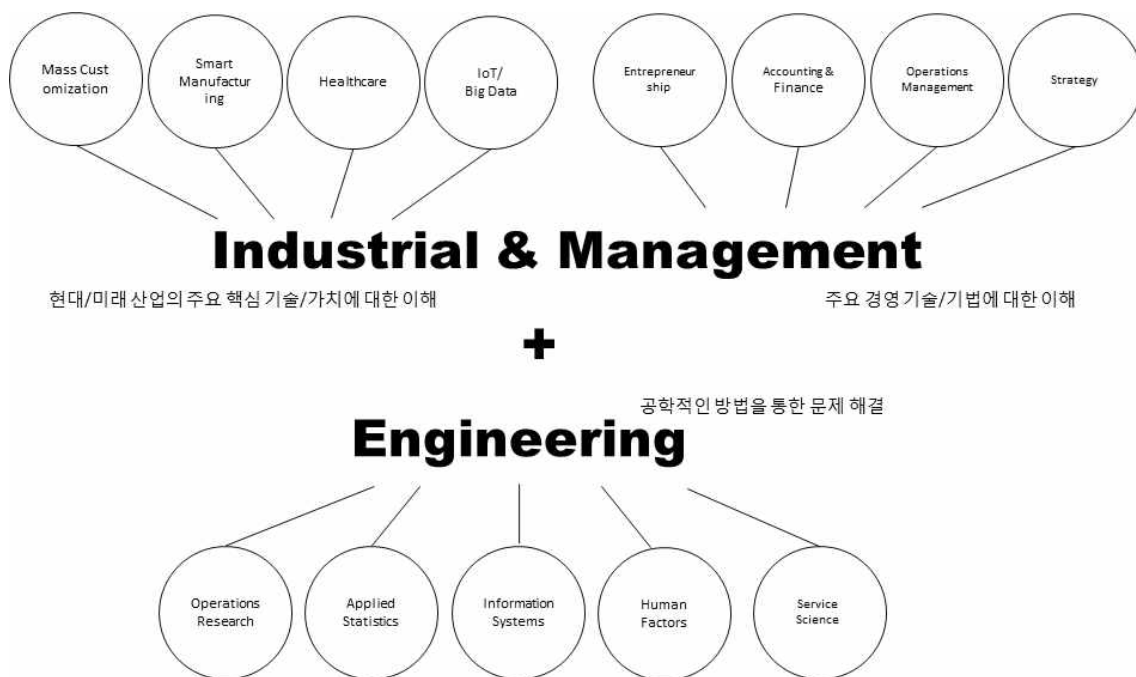 Mass Cust
omization
Smart
Manufactur
ing
Healthcare
IoT/
Big Data
Entrepreneur
ship
Accounting &
Finance
Operations
Management
Strategy
Industrial & Management
현대/미래 산업의 주요 핵심 기술/가치에 대한 이해
주요 경영 기술/기법에 대한 이해
+
공학적인 방법을 통한 문제 해결
Engineering
Operations
Research
Applied
Statistics
Information
Systems
Human
Factors
Service
Science